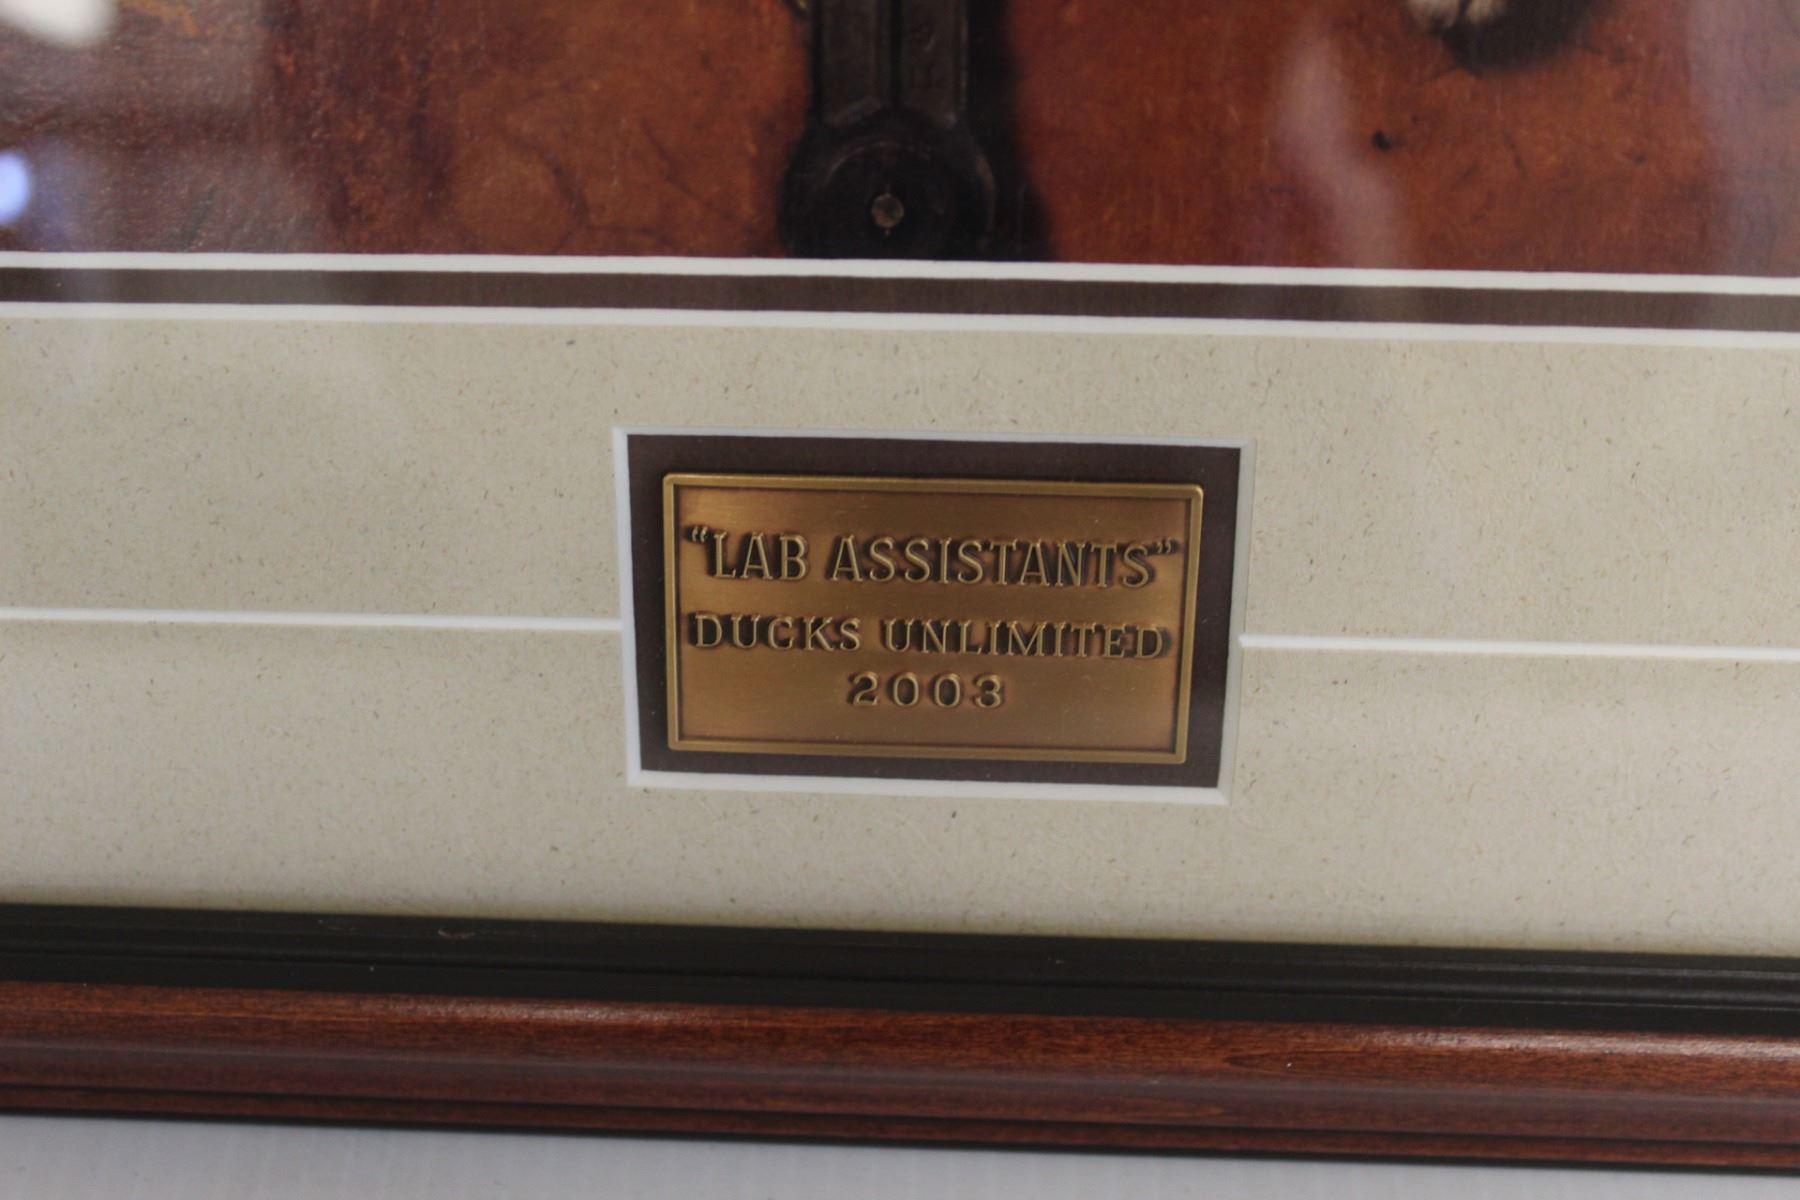 “LAB ASSISTANTS”
DUCKS UNLIMITED
2003